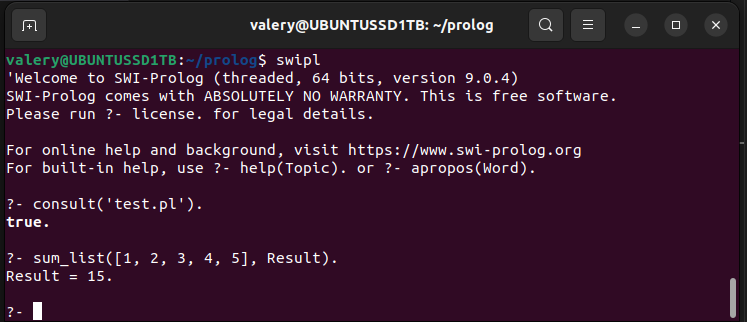 valery@UBUNTUSSD1TB: ~/prolog
valery@UBUNTUSSD1TB:~/prolog$ swipl
'Welcome to SWI-Prolog (threaded, 64 bits, version 9.0.4)
SWI-Prolog comes with ABSOLUTELY NO WARRANTY. This is free software.
Please run ?- license. for legal details.

For online help and background, visit https://www.swi-prolog.org
For built-in help, use ?- help(Topic). or ?- apropos(Word).

?- consult('test.pl').
true.

?- sum_list([1, 2, 3, 4, 5], Result).
Result = 15.

?-